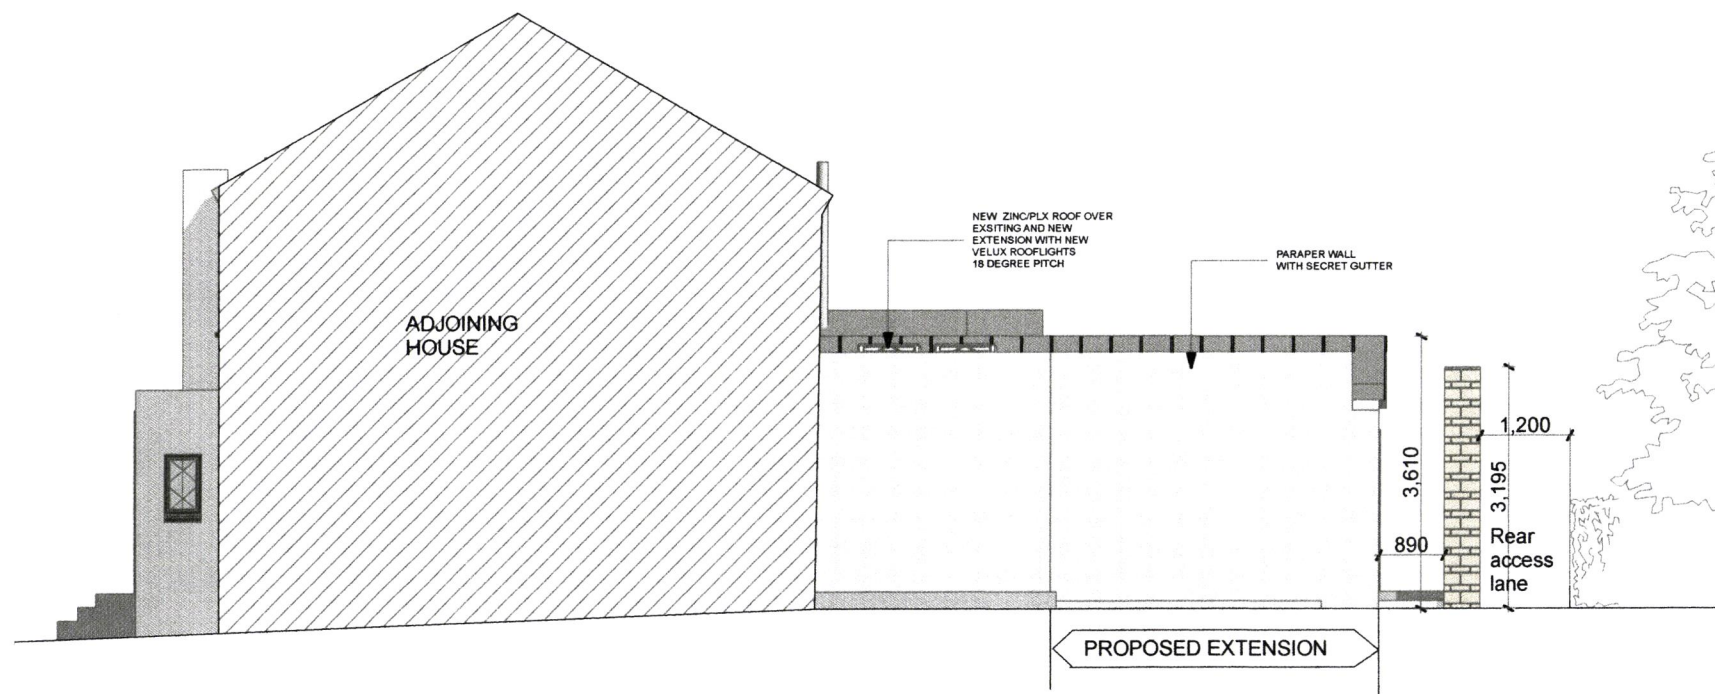 NEW ZINC/PLX ROOF OVER
EXSITING AND NEW
EXTENSION WITH NEW
VELUX ROOFLIGHTS
18 DEGREE PITCH
PARAPER WALL
WITH SECRET GUTTER
ADJOINING
HOUSE
1,200
3,610
3,195
890
Rear
access
lane
PROPOSED EXTENSION